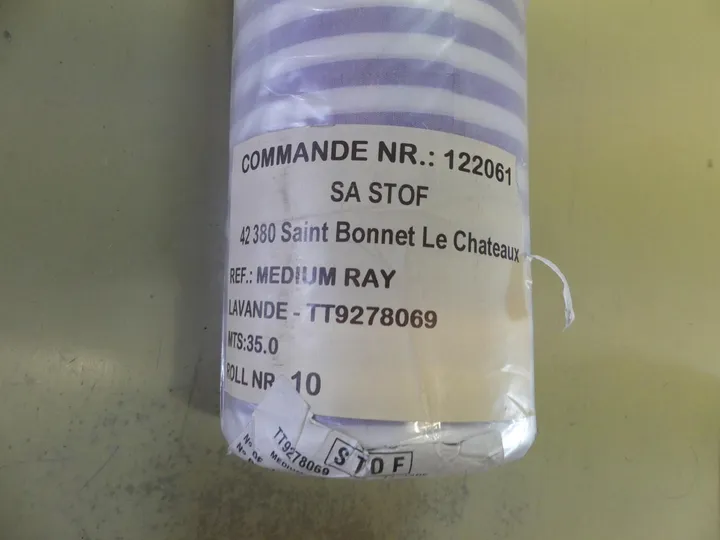 COMMANDE NR.: 122061
SA STOF
42 380 Saint Bonnet Le Chateaux
REF.: MEDIUM RAY
LAVANDE - TT9278069
MTS:35.0
ROLL NR 10
TT9278069
STOF